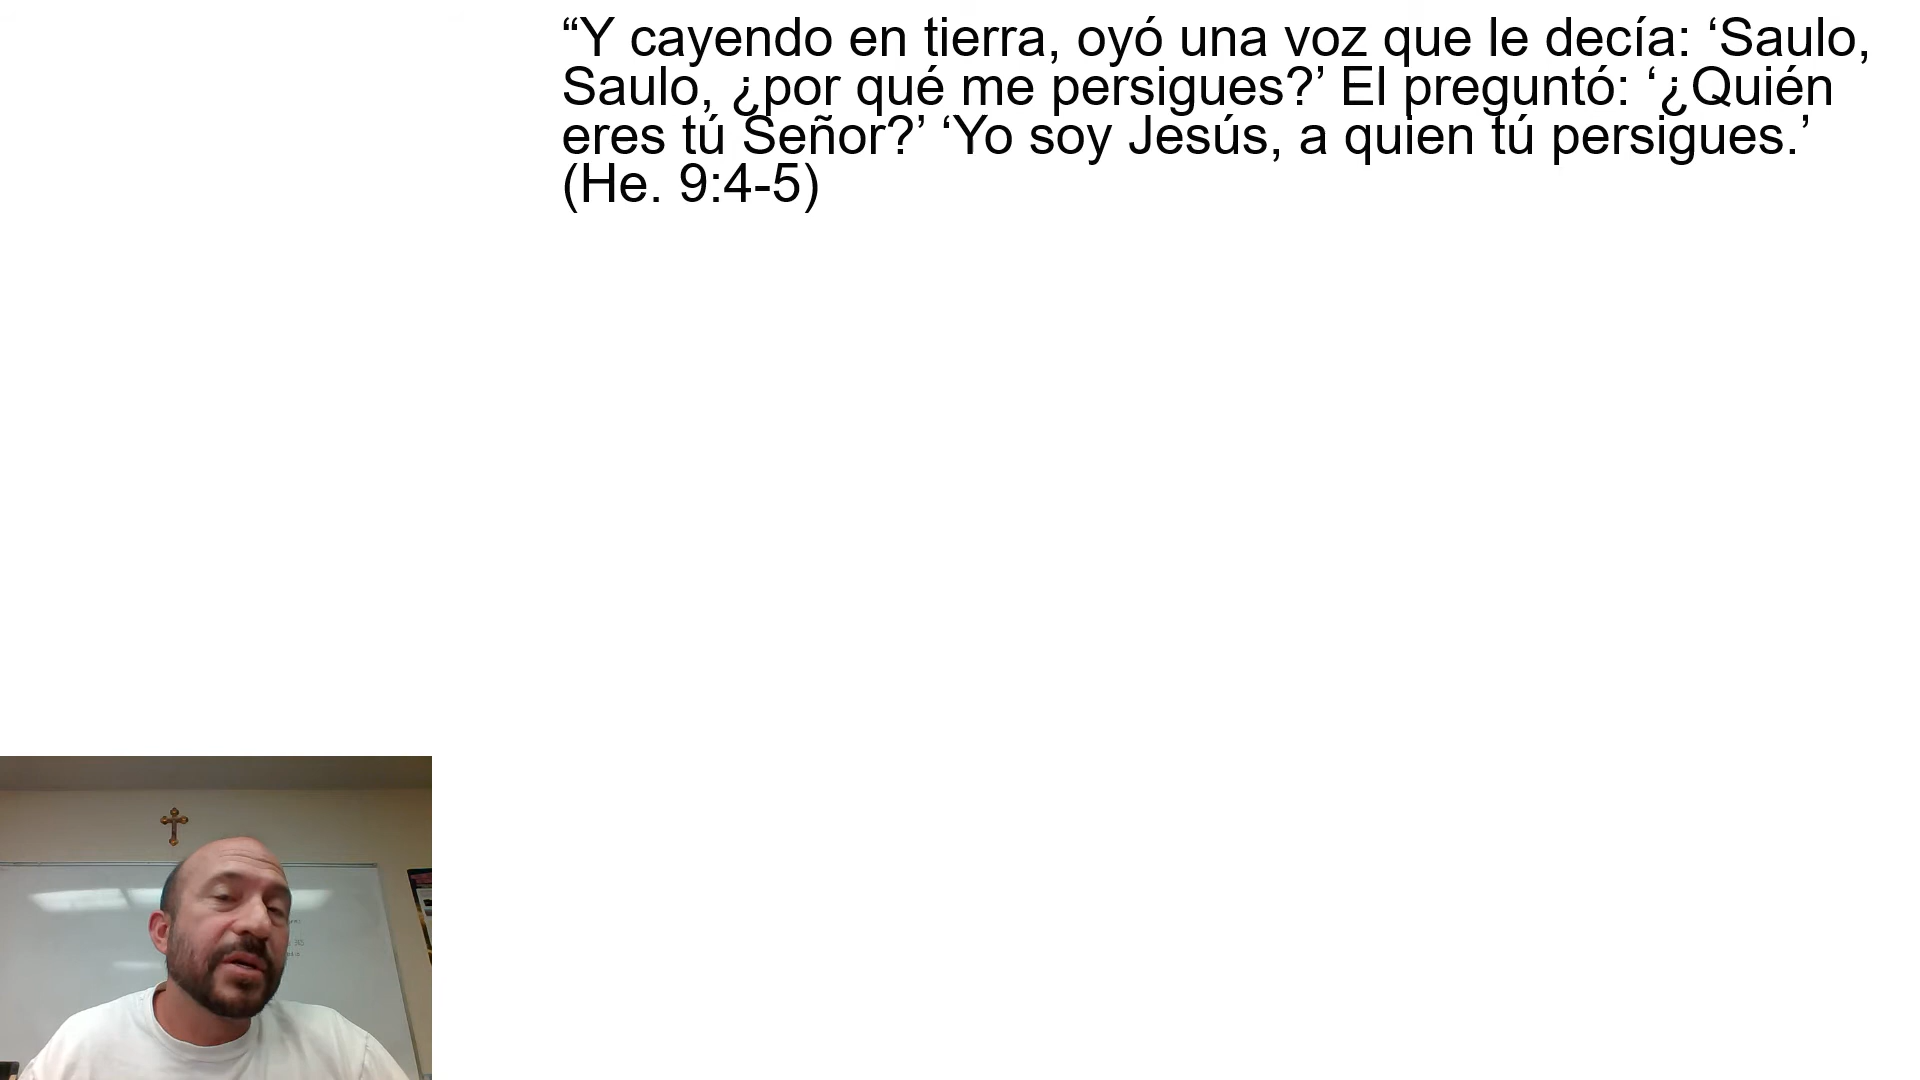 “Y cayendo en tierra, oyó una voz que le decía: ‘Saulo,
Saulo, ¿por qué me persigues?’ El preguntó: ‘¿Quién
eres tú Señor?’ ‘Yo soy Jesús, a quien tú persigues.’
(He. 9:4-5)